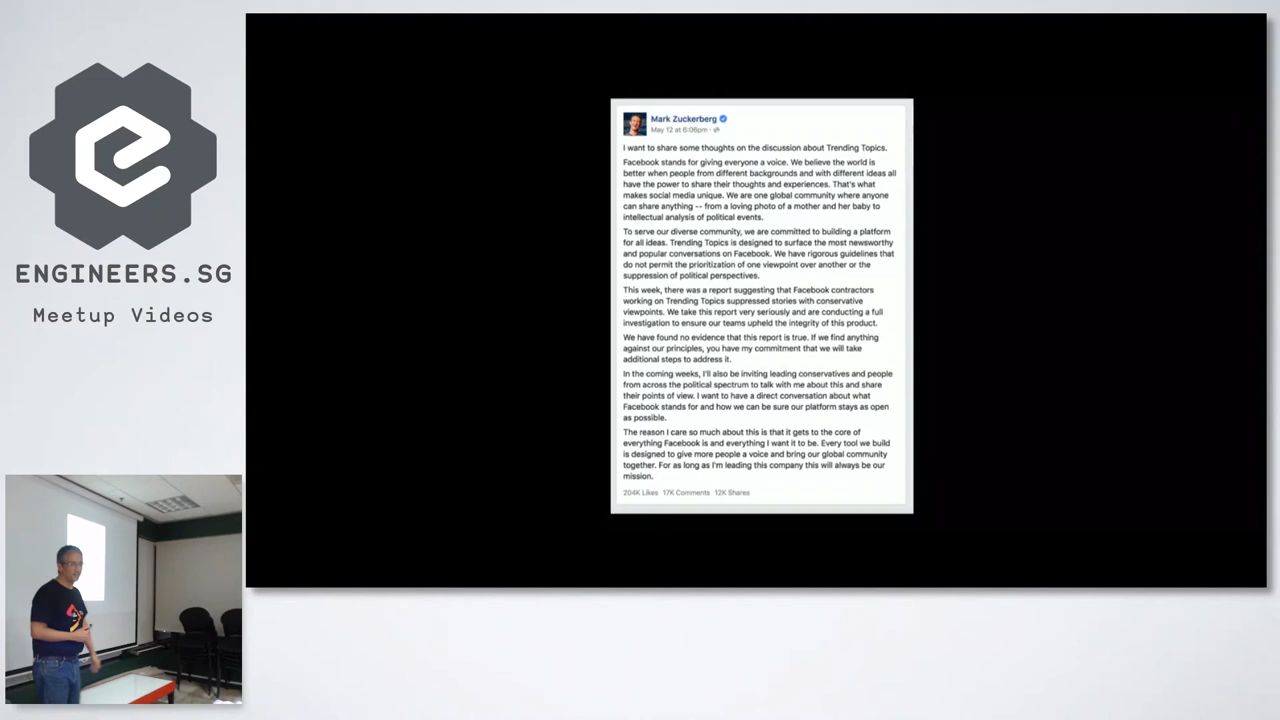 ENGINEERS.SG
Meetup Videos
Mark Zuckerberg
May 12 at 6:06pm ·
I want to share some thoughts on the discussion about Trending Topics.
Facebook stands for giving everyone a voice. We believe the world is
better when people from different backgrounds and with different ideas all
have the power to share their thoughts and experiences. That's what
makes social media unique. We are one global community where anyone
can share anything -- from a loving photo of a mother and her baby to
intellectual analysis of political events.
To serve our diverse community, we are committed to building a platform
for all ideas. Trending Topics is designed to surface the most newsworthy
and popular conversations on Facebook. We have rigorous guidelines that
do not permit the prioritization of one viewpoint over another or the
suppression of political perspectives.
This week, there was a report suggesting that Facebook contractors
working on Trending Topics suppressed stories with conservative
viewpoints. We take this report very seriously and are conducting a full
investigation to ensure our teams upheld the integrity of this product.
We have found no evidence that this report is true. If we find anything
against our principles, you have my commitment that we will take
additional steps to address it.
In the coming weeks, I'll also be inviting leading conservatives and people
from across the political spectrum to talk with me about this and share
their points of view. I want to have a direct conversation about what
Facebook stands for and how we can be sure our platform stays as open
as possible.
The reason I care so much about this is that it gets to the core of
everything Facebook is and everything I want it to be. Every tool we build
is designed to give more people a voice and bring our global community
together. For as long as I'm leading this company this will always be our
mission.
204K Likes 17K Comments 12K Shares